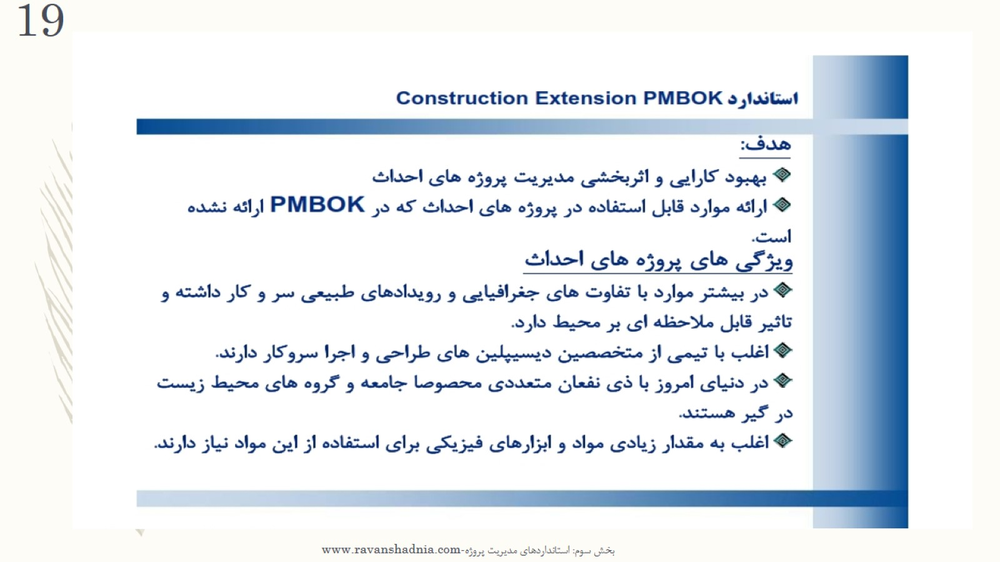 19
استاندارد Construction Extension PMBOK
هدف:
بهبود کارایی و اثربخشی مدیریت پروژه های احداث
ارائه موارد قابل استفاده در پروژه های احداث که در PMBOK ارائه نشده
است.
ویژگی های پروژه های احداث
در بیشتر موارد با تفاوت های جغرافیایی و رویدادهای طبیعی سر و کار داشته و
تاثیر قابل ملاحظه ای بر محیط دارد.
اغلب با تیمی از متخصصین دیسیپلین های طراحی و اجرا سروکار دارند.
در دنیای امروز با ذی نفعان متعددی محصوصا جامعه و گروه های محیط زیست
در گیر هستند.
اغلب به مقدار زیادی مواد و ابزارهای فیزیکی برای استفاده از این مواد نیاز دارند.
بخش سوم: استانداردهای مدیریت پروژه-www.ravanshadnia.com